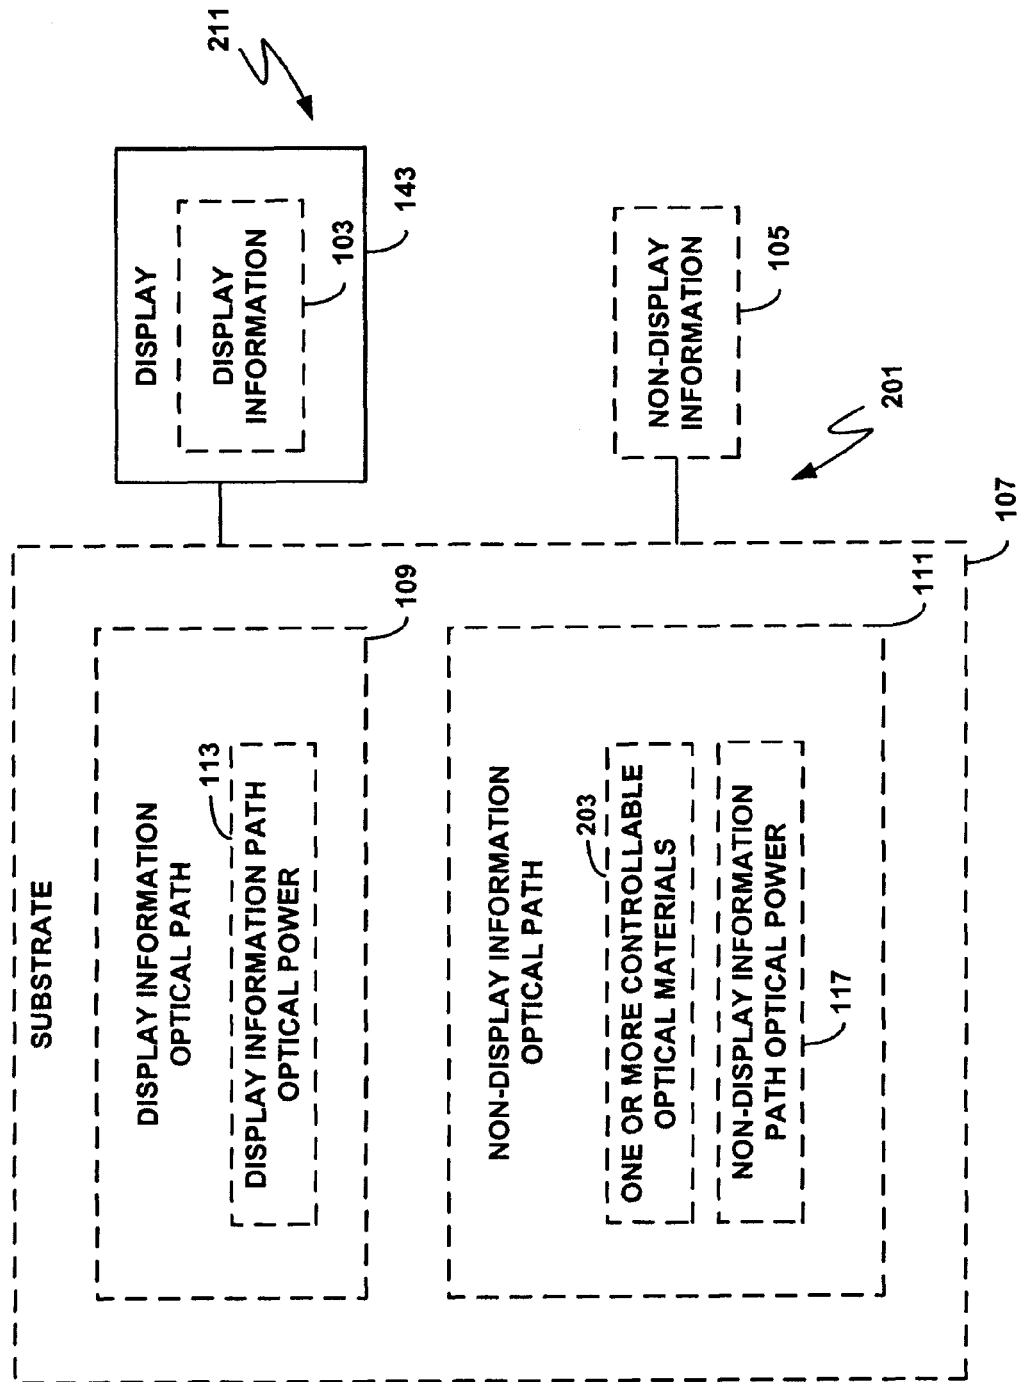 SUBSTRATE
DISPLAY INFORMATION
OPTICAL PATH
113
DISPLAY INFORMATION PATH
OPTICAL POWER
109
NON-DISPLAY INFORMATION
OPTICAL PATH
203
ONE OR MORE CONTROLLABLE
OPTICAL MATERIALS
NON-DISPLAY INFORMATION
PATH OPTICAL POWER
117
111
107
DISPLAY
DISPLAY
INFORMATION
103
143
211
NON-DISPLAY
INFORMATION
105
201